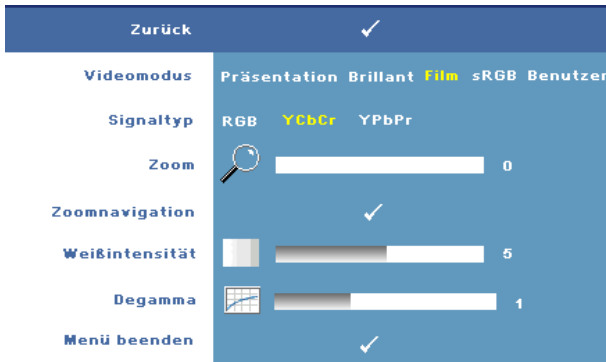 Zurück
Videomodus Präsentation Brillant Film sRGB Benutzer
Signaltyp RGB YCbCr YPbPr
Zoom 0
Zoomnavigation
Weißintensität 5
Degamma 1
Menü beenden